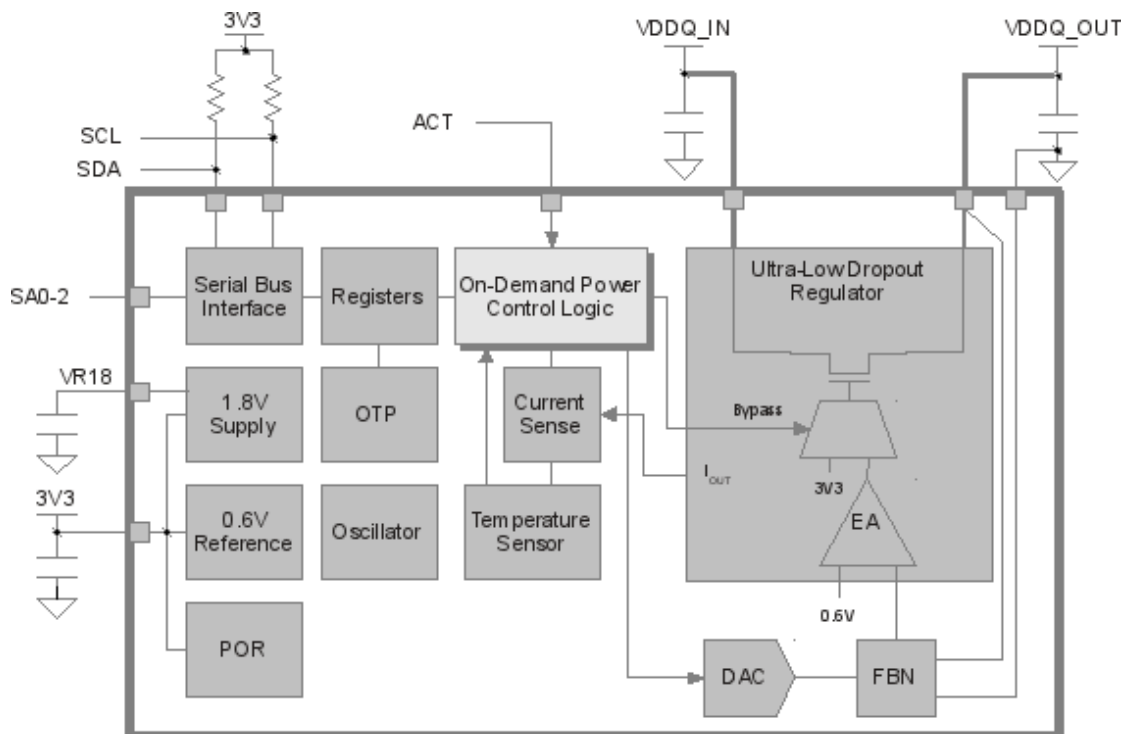 3V3
VDDQ_IN
VDDQ_OUT
SCL
ACT
SDA
SA0-2
Serial Bus
Interface
Registers
On-Demand Power
Control Logic
Ultra-Low Dropout
Regulator
VR18
1.8V
Supply
OTP
Current
Sense
Bypass
3V3
I OUT
3V3
0.6V
Reference
Oscillator
Temperature
Sensor
EA
0.6V
POR
DAC
FBN